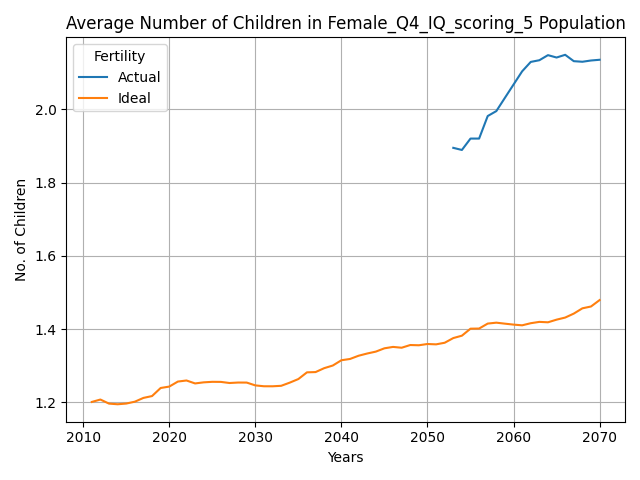 Average Number of Children in Female_Q4_IQ_scoring_5 Population
Fertility
Actual
Ideal
No. of Children
2.0
1.8
1.6
1.4
1.2
2010 2020 2030 2040 2050 2060 2070
Years